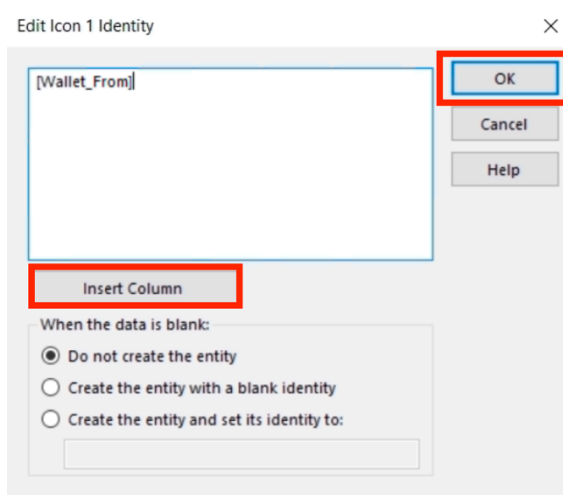 Edit Icon 1 Identity
[Wallet_From]
OK
Cancel
Help
Insert Column
When the data is blank:
Do not create the entity
Create the entity with a blank identity
Create the entity and set its identity to: